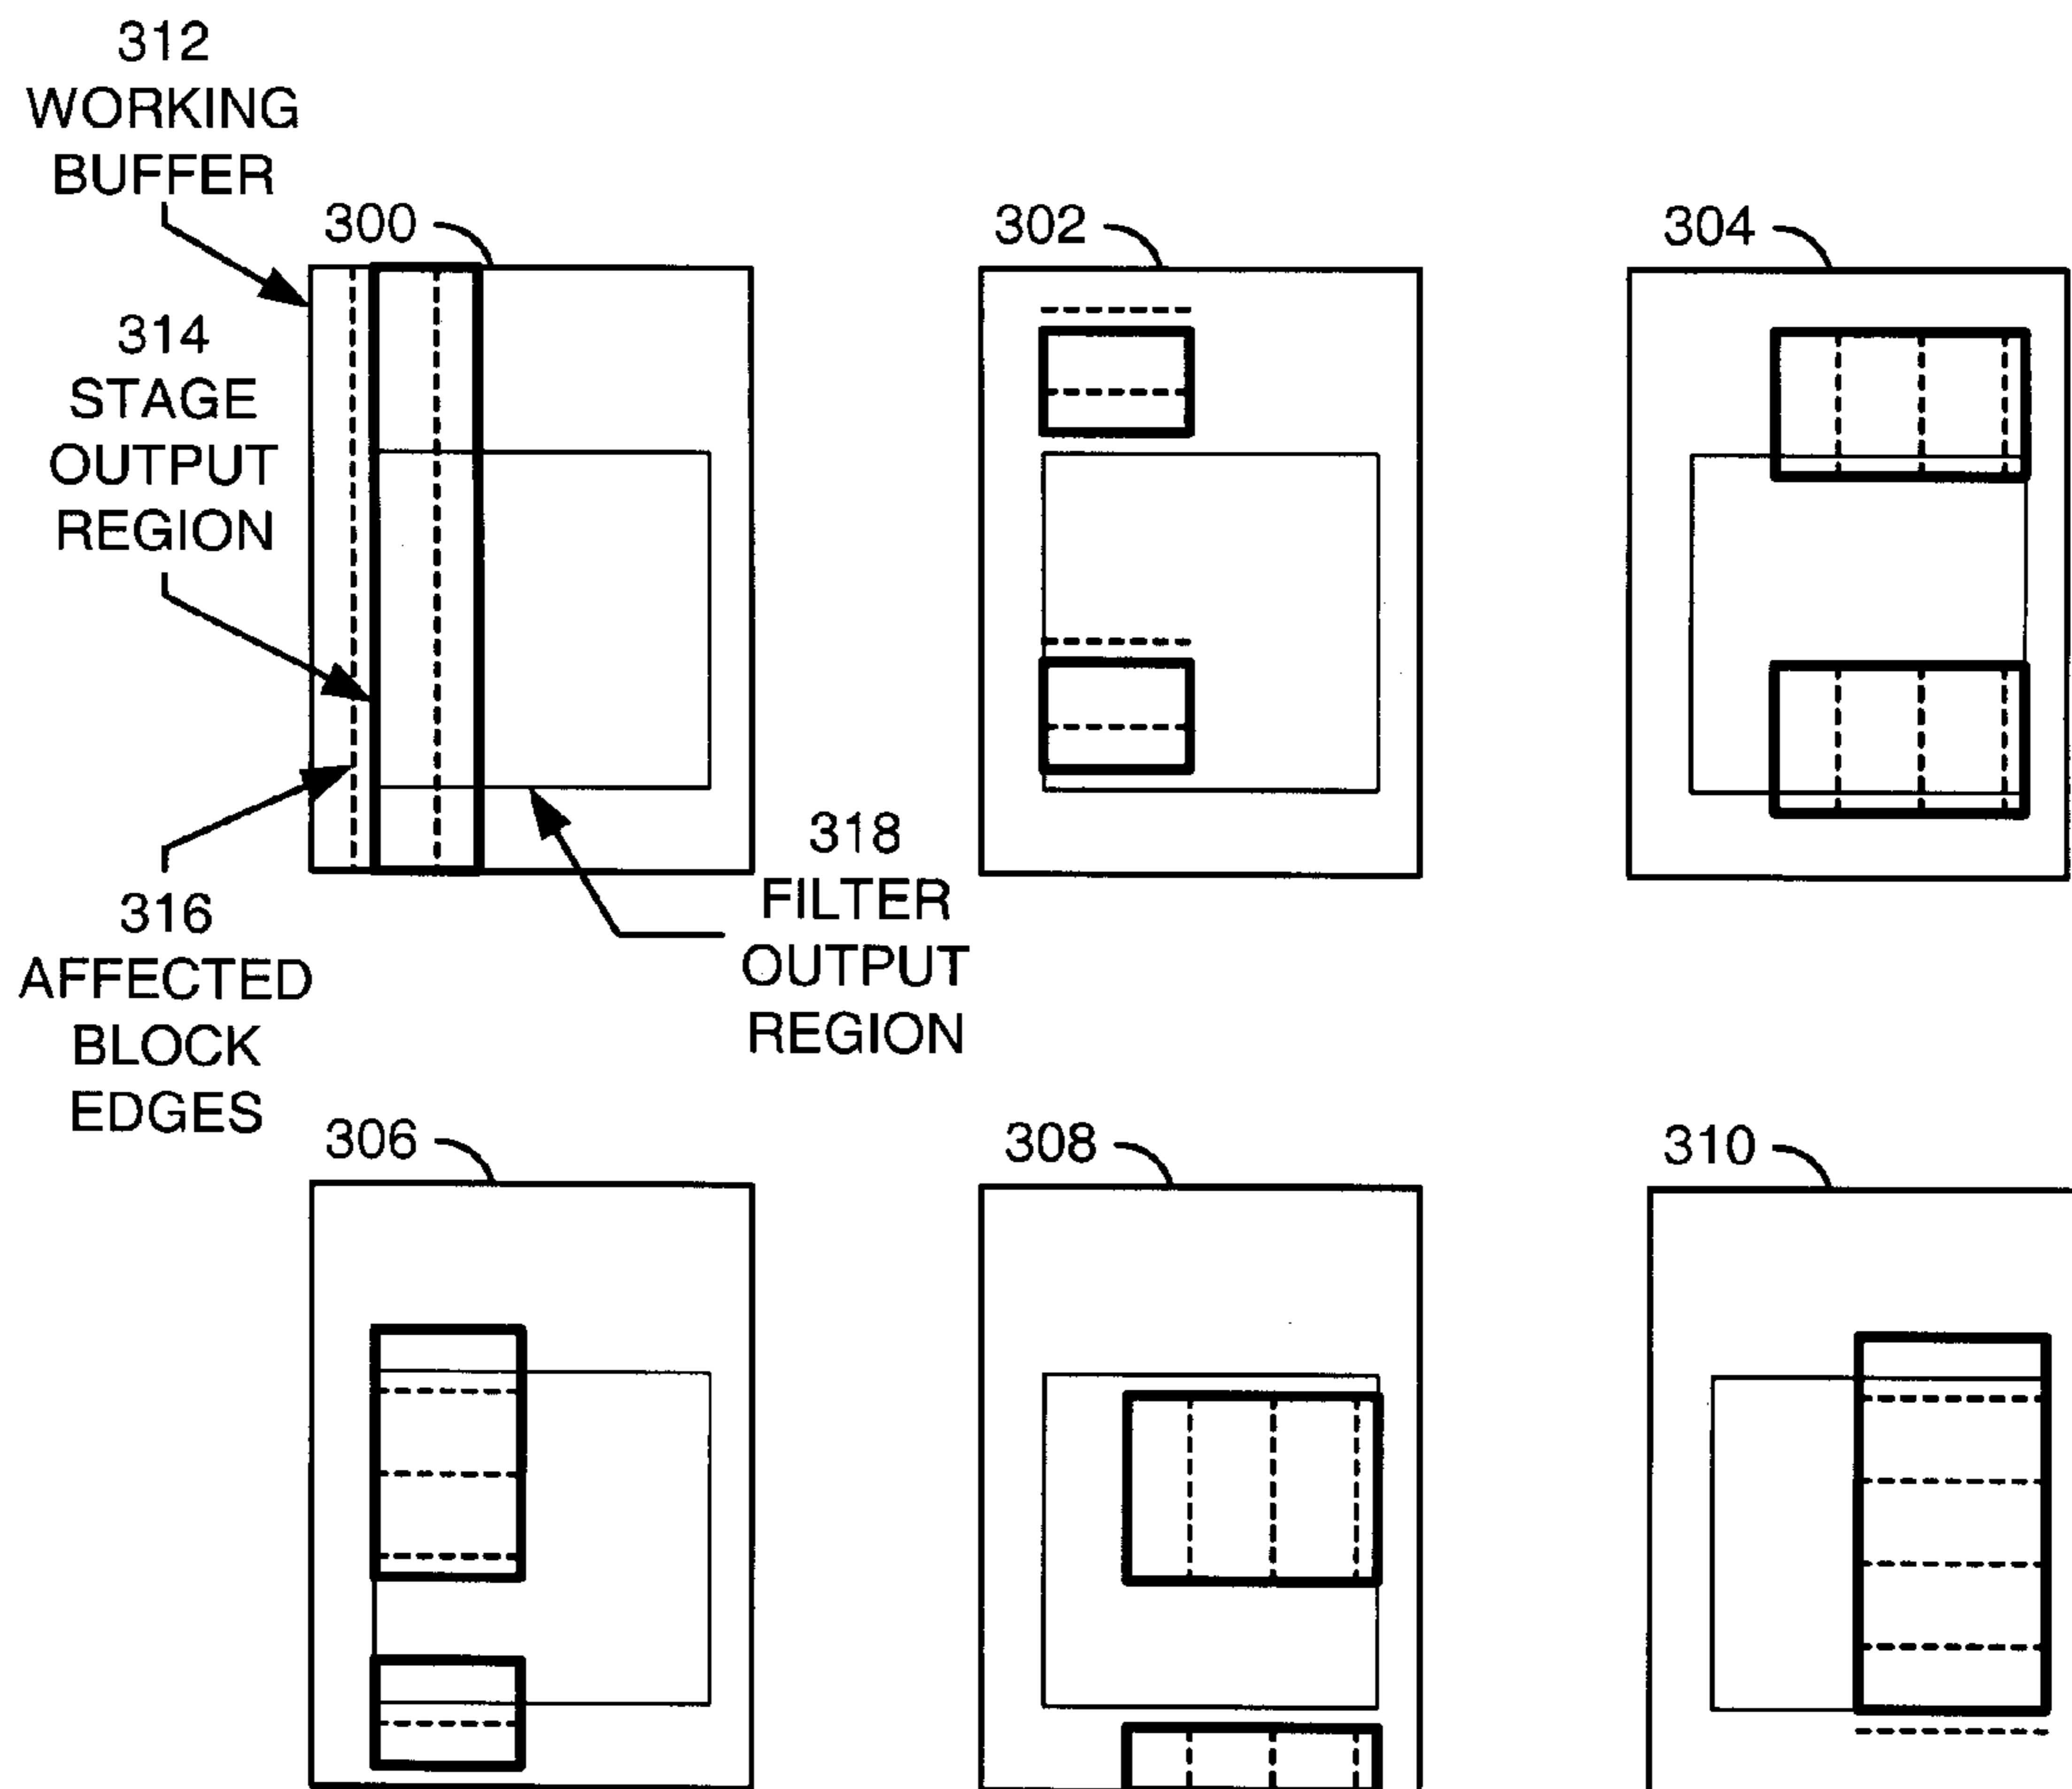 312
WORKING
BUFFER
300
302
304
314
STAGE
OUTPUT
REGION
318
FILTER
OUTPUT
REGION
316
AFFECTED
BLOCK
EDGES
306
308
310